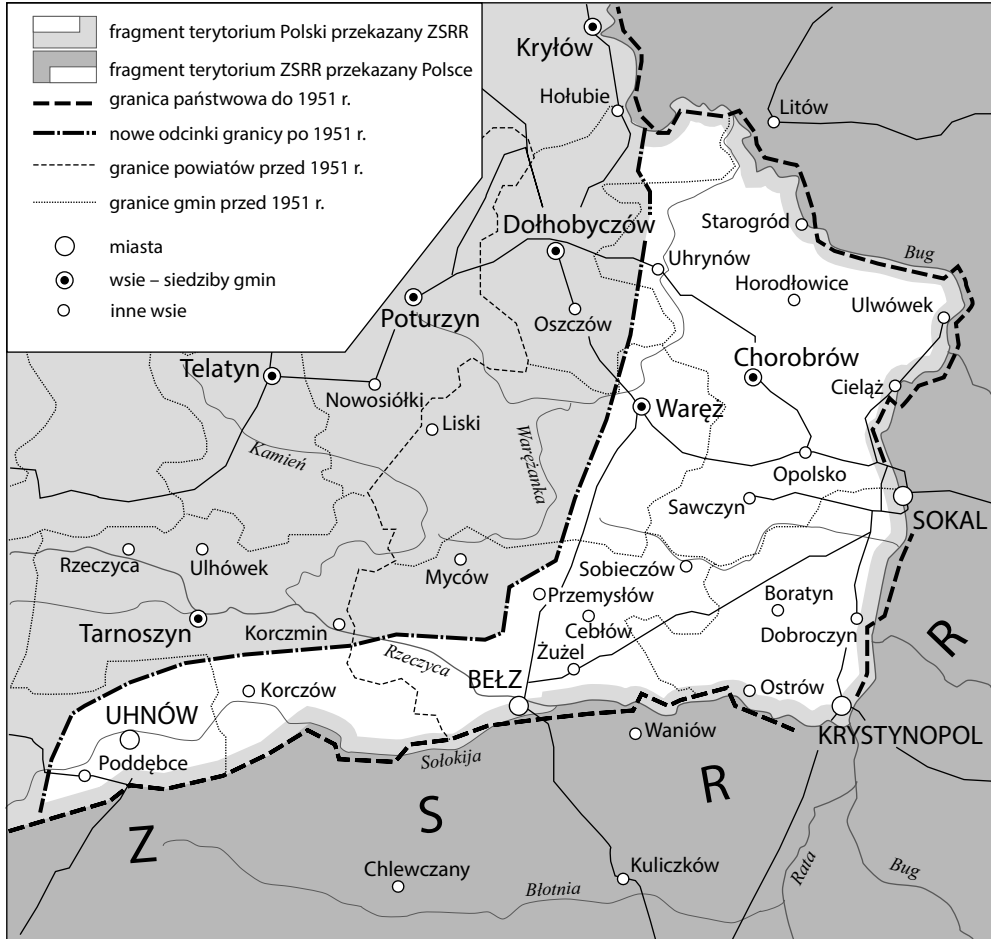 fragment terytorium Polski przekazany ZSRR
fragment terytorium ZSRR przekazany Polsce
granica państwowa do 1951 r.
nowe odcinki granicy po 1951 r.
granice powiatów przed 1951 r.
granice gmin przed 1951 r.
miasta
wsie – siedziby gmin
inne wsie
Kryłów
Hołubie
Litów
Dołhobyczów
Starogród
Bug
Uhrynów
Horodłowice
Ulwówek
Poturzyn
Oszczów
Chorobrów
Telatyn
Cieląż
Nowosiółki
Waręż
Liski
Kamień
Warężanka
Opolsko
Sawczyn
SOKAL
Rzeczyca
Ulhówek
Myców
Sobieczów
Przemysłów
Boratyn
Tarnoszyn
Korczmin
Cebłów
Dobroczyn
R
Rzeczyca
Żużel
BEŁZ
Korczów
Ostrów
UHNÓW
KRYSTYNOPOL
Waniów
Poddębce
Sołokija
R
S
Z
Chlewczany
Kuliczków
Błotnia
Rata
Bug